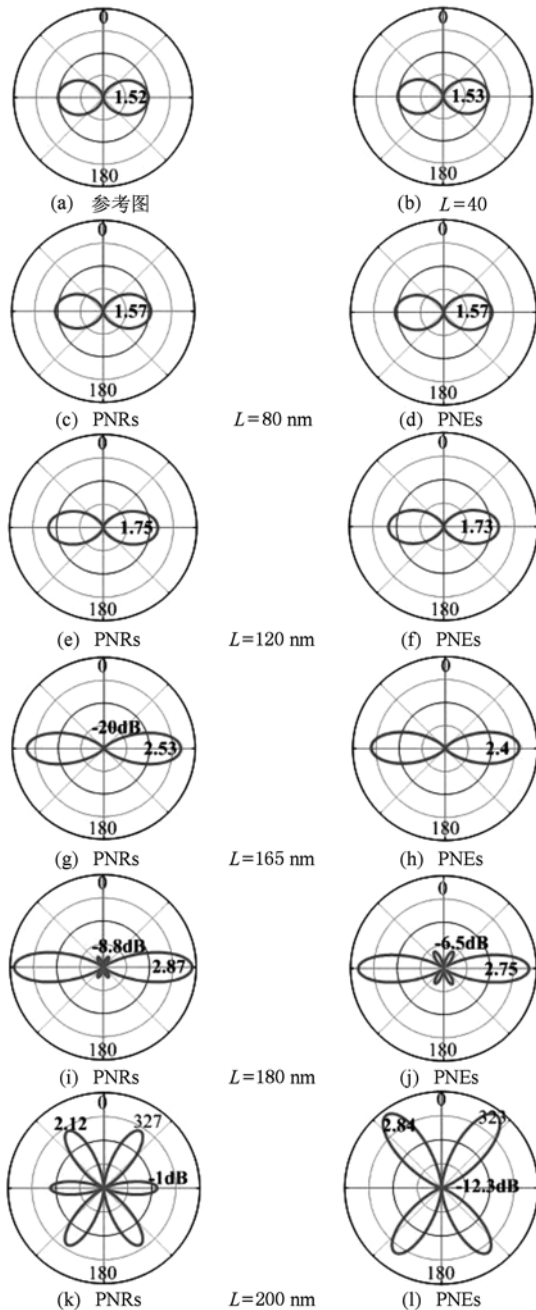 0 0
1.52 1.53
180 180
(a) 参考图 (b) L=40
0 0
1.57 1.57
180 180
(c) PNRs L=80 nm (d) PNEs
0 0
1.75 1.73
180 180
(e) PNRs L=120 nm (f) PNEs
0 0
-20dB
2.53 2.4
180 180
(g) PNRs L=165 nm (h) PNEs
0 0
-8.8dB -6.5dB
2.87 2.75
180 180
(i) PNRs L=180 nm (j) PNEs
0 0
2.12 327 2.84 323
-1dB -12.3dB
180 180
(k) PNRs L=200 nm (l) PNEs